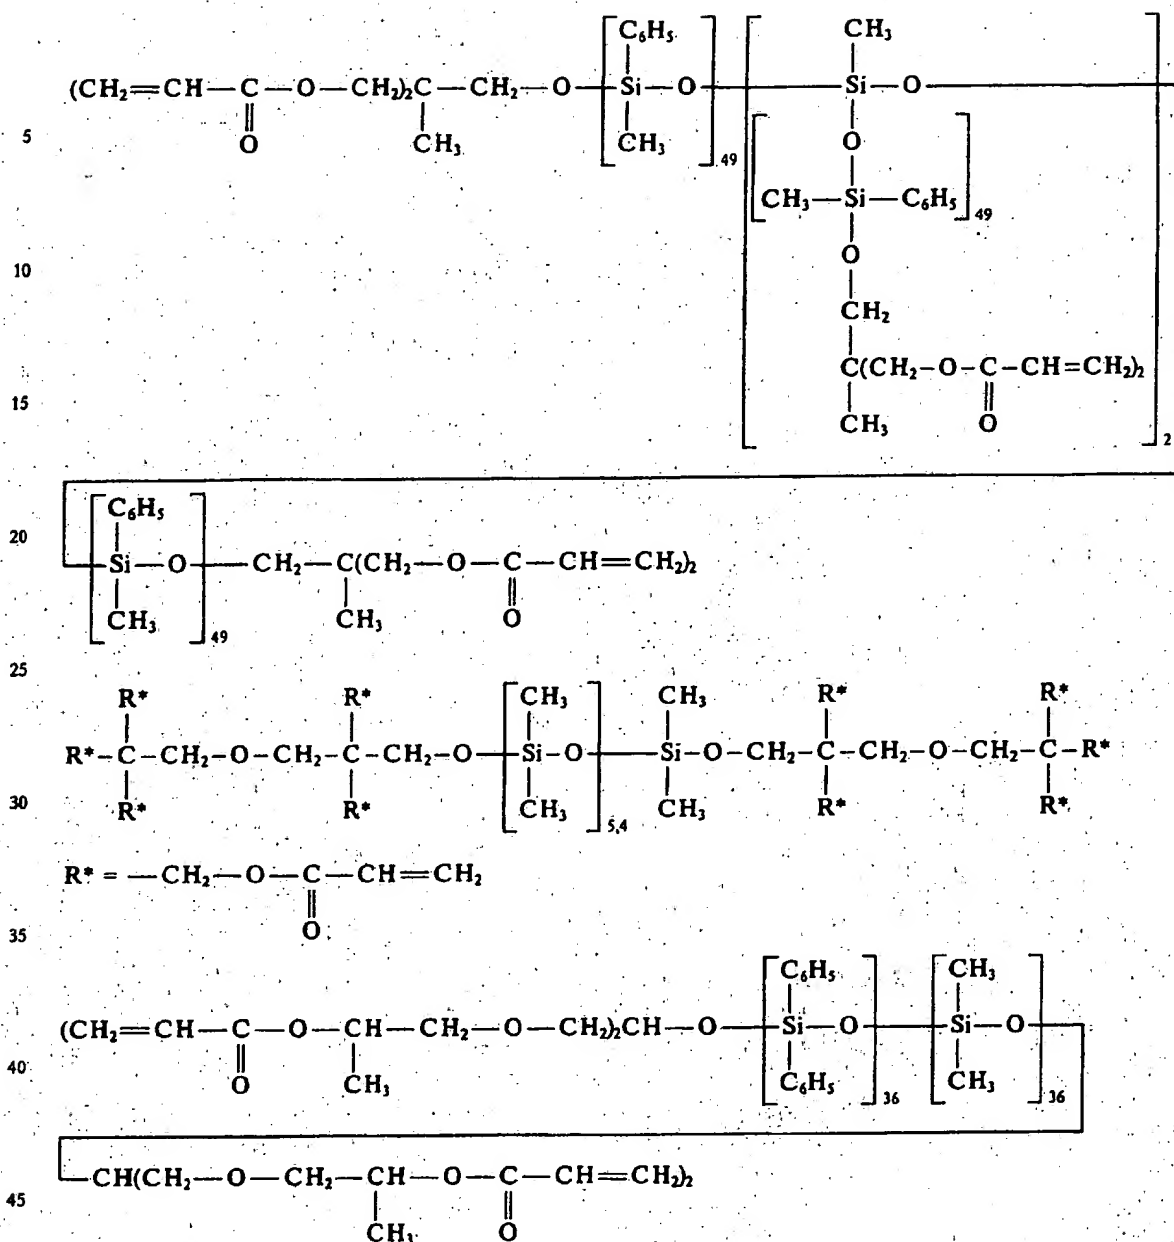 C₆H₅ CH₃
(CH₂=CH—C—O—CH₂)₂C—CH₂—O—Si—O—Si—O—
5 O CH₃ CH₃ 49 O
CH₃—Si—C₆H₅ 49
10 O
CH₂
C(CH₂—O—C—CH=CH₂)₂
15 CH₃ O 2
C₆H₅
20
—Si—O—CH₂—C(CH₂—O—C—CH=CH₂)₂
CH₃ 49 CH₃ O
25
R* R* CH₃ CH₃ R* R*
R*-C—CH₂-O—CH₂-C—CH₂-O—Si—O—Si—O—CH₂-C—CH₂—O—CH₂-C-R*
30 R* R* CH₃ 5,4 CH₃ R* R*
R* = —CH₂—O—C—CH=CH₂
35 O
C₆H₅ CH₃
(CH₂=CH—C—O—CH—CH₂—O—CH₂)₂CH—O—Si—O—Si—O—
40 O CH₃ C₆H₅ 36 CH₃ 36
—CH(CH₂—O—CH₂—CH—O—C—CH=CH₂)₂
45 CH₃ O